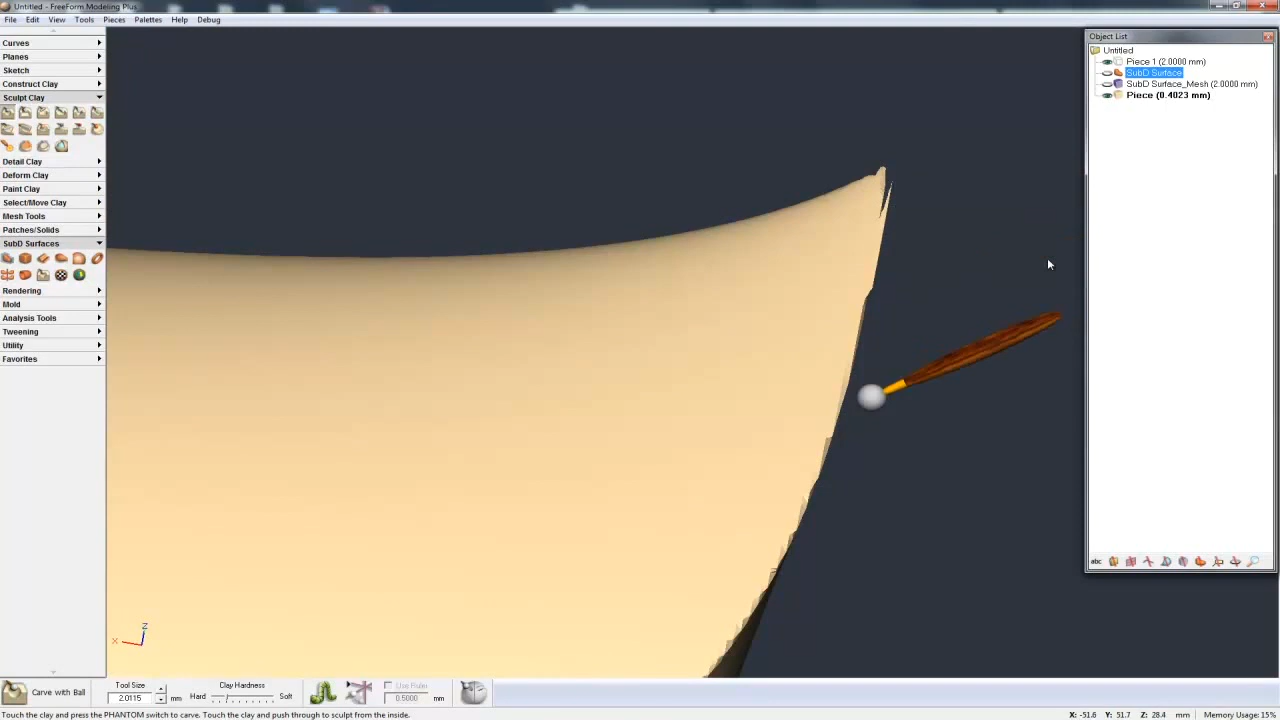 Untitled - FreeForm Modeling Plus
File Edit View Tools Pieces Palettes Help Debug
Curves
Planes
Sketch
Construct Clay
Sculpt Clay
Detail Clay
Deform Clay
Paint Clay
Select/Move Clay
Mesh Tools
Patches/Solids
SubD Surfaces
Rendering
Mold
Analysis Tools
Tweening
Utility
Favorites
Object List
Untitled
Piece 1 (2.0000 mm)
SubD Surface
SubD Surface_Mesh (2.0000 mm)
Piece (0.4023 mm)
abc
Z
X
Carve with Ball
Tool Size
2.0115 mm
Clay Hardness
Hard Soft
Use Ruler
0.5000 mm
Touch the clay and press the PHANTOM switch to carve. Touch the clay and push through to sculpt from the inside.
X: -51.6 Y: 51.7 Z: 28.4 mm Memory Usage: 15%